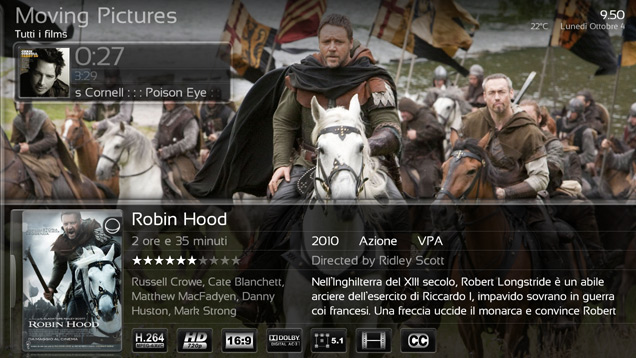 Moving Pictures
Tutti i films
9.50
22°C Lunedì Ottobre 4
0:27
3:29
s Cornell : : : Poison Eye
Robin Hood
2 ore e 35 minuti
2010 Azione VPA
Directed by Ridley Scott
Russell Crowe, Cate Blanchett,
Matthew MacFadyen, Danny
Huston, Mark Strong
Nell'Inghilterra del XIII secolo, Robert Longstride è un abile
arciere dell'esercito di Riccardo I, impavido sovrano in guerra
coi francesi. Una freccia uccide il monarca e convince Robert
ROBIN HOOD
H.264
HD
720p
16:9
DOLBY
DIGITAL AC3
5.1
CC